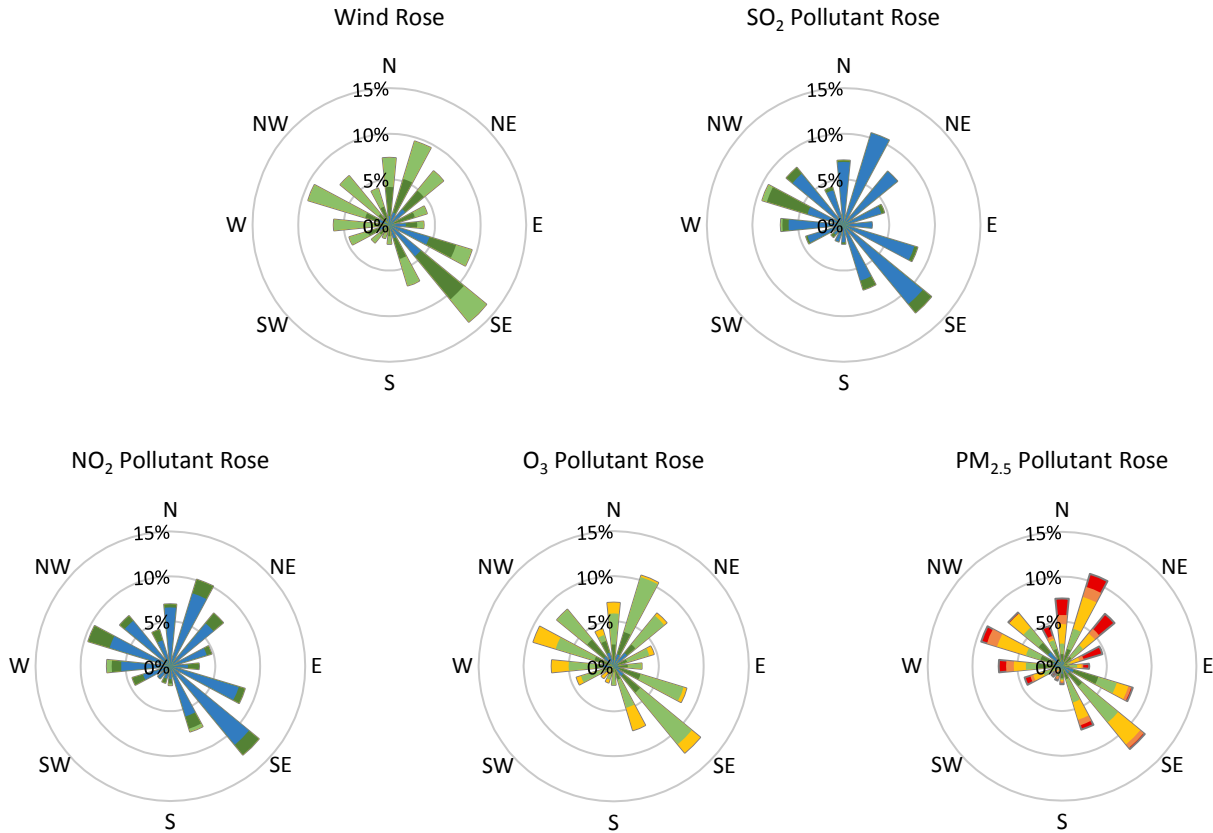 Wind Rose
N
15%
NW
NE
10%
5%
W
0%
E
SW
SE
S
SO₂ Pollutant Rose
N
15%
NW
NE
10%
5%
W
0%
E
SW
SE
S
NO₂ Pollutant Rose
N
15%
NW
NE
10%
5%
W
0%
E
SW
SE
S
O₃ Pollutant Rose
N
15%
NW
NE
10%
5%
W
0%
E
SW
SE
S
PM₂.₅ Pollutant Rose
N
15%
NW
NE
10%
5%
W
0%
E
SW
SE
S